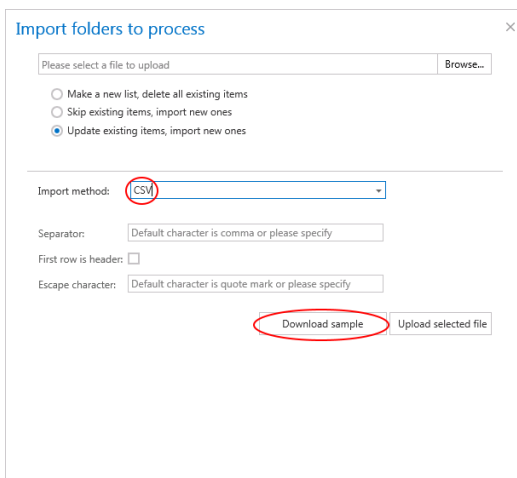 Import folders to process
Please select a file to upload
Browse...
Make a new list, delete all existing items
Skip existing items, import new ones
Update existing items, import new ones
Import method: CSV
Separator: Default character is comma or please specify
First row is header:
Escape character: Default character is quote mark or please specify
Download sample Upload selected file